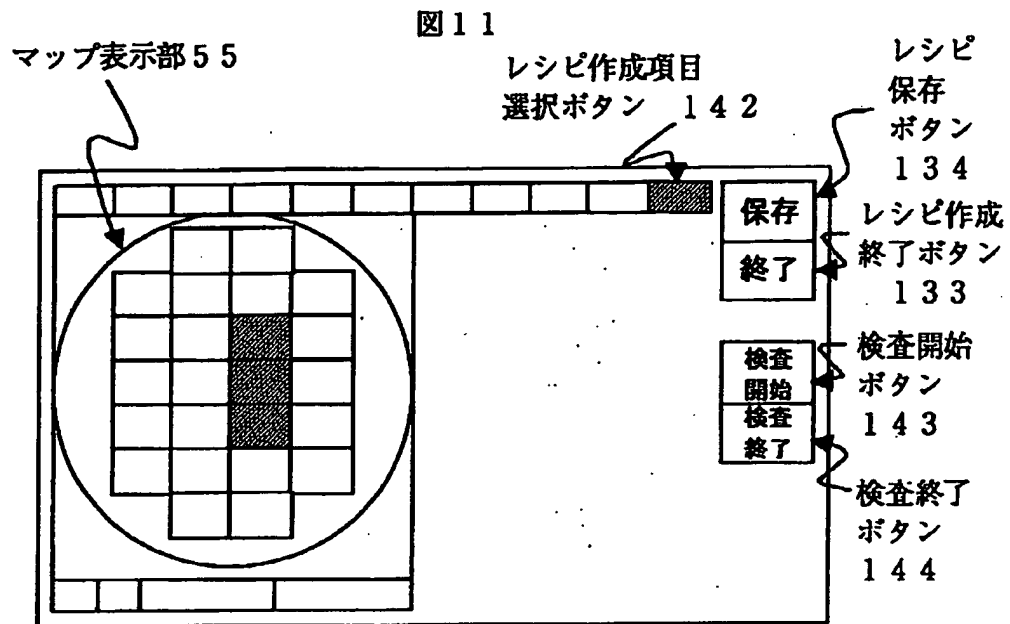 図11
マップ表示部55
レシピ作成項目
選択ボタン 142
レシピ
保存
ボタン
134
保存
終了
レシピ作成
終了ボタン
133
検査
開始
検査
終了
検査開始
ボタン
143
検査終了
ボタン
144